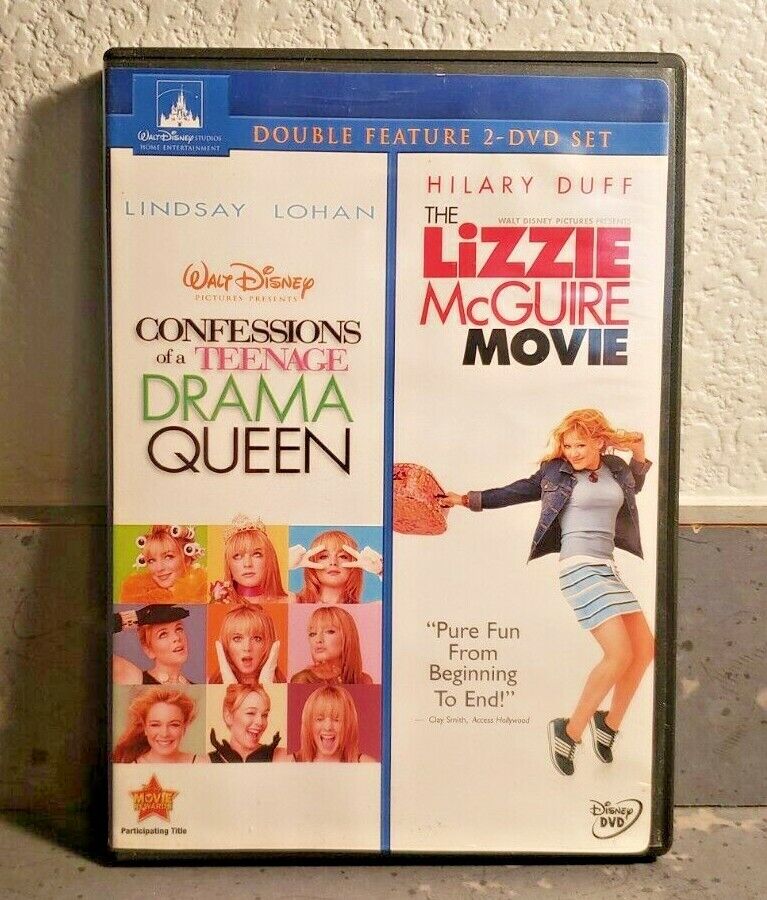 WALT DISNEY STUDIOS
HOME ENTERTAINMENT
DOUBLE FEATURE 2-DVD SET
LINDSAY LOHAN
WALT DISNEY
PICTURES PRESENTS
CONFESSIONS
of a TEENAGE
DRAMA
QUEEN
MOVIE
REWARDS
Participating Title
HILARY DUFF
WALT DISNEY PICTURES PRESENTS
THE
LiZZIE
McGUIRE
MOVIE
"PURE FUN
FROM
BEGINNING
TO END!"
— Clay Smith, Access Hollywood
DISNEY
DVD